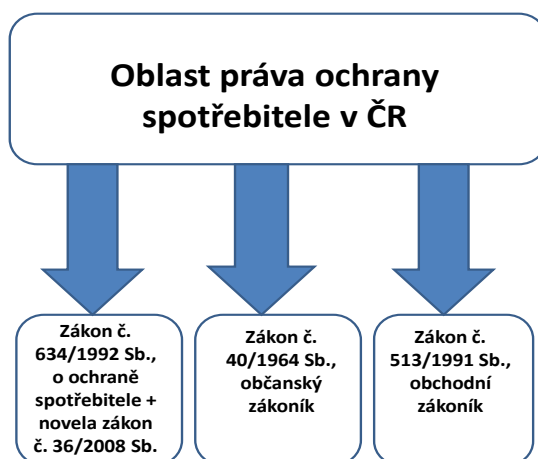 Oblast práva ochrany
spotřebitele v ČR
Zákon č.
634/1992 Sb.,
o ochraně
spotřebitele +
novela zákon
č. 36/2008 Sb.
Zákon č.
40/1964 Sb.,
občanský
zákoník
Zákon č.
513/1991 Sb.,
obchodní
zákoník